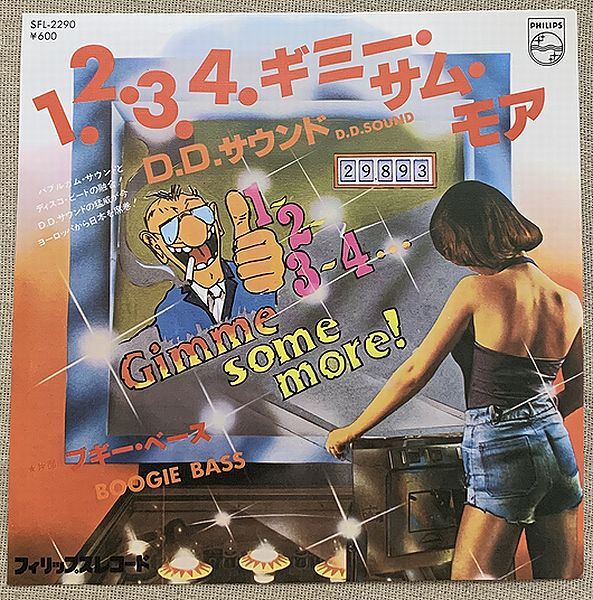 SFL-2290
¥600
PHILIPS
1.2.3.4.ギミー・
サム・
モア
D.D.サウンド D.D.SOUND
バブルガム・サウンドと
ディスコ・ビートの融合!
D.D.サウンドの猛威が今
ヨーロッパから日本を席巻!
29893
1-2-
3-4...
Gimme
some
more!
ブギー・ベース
BOOGIE BASS
フィリップスレコード